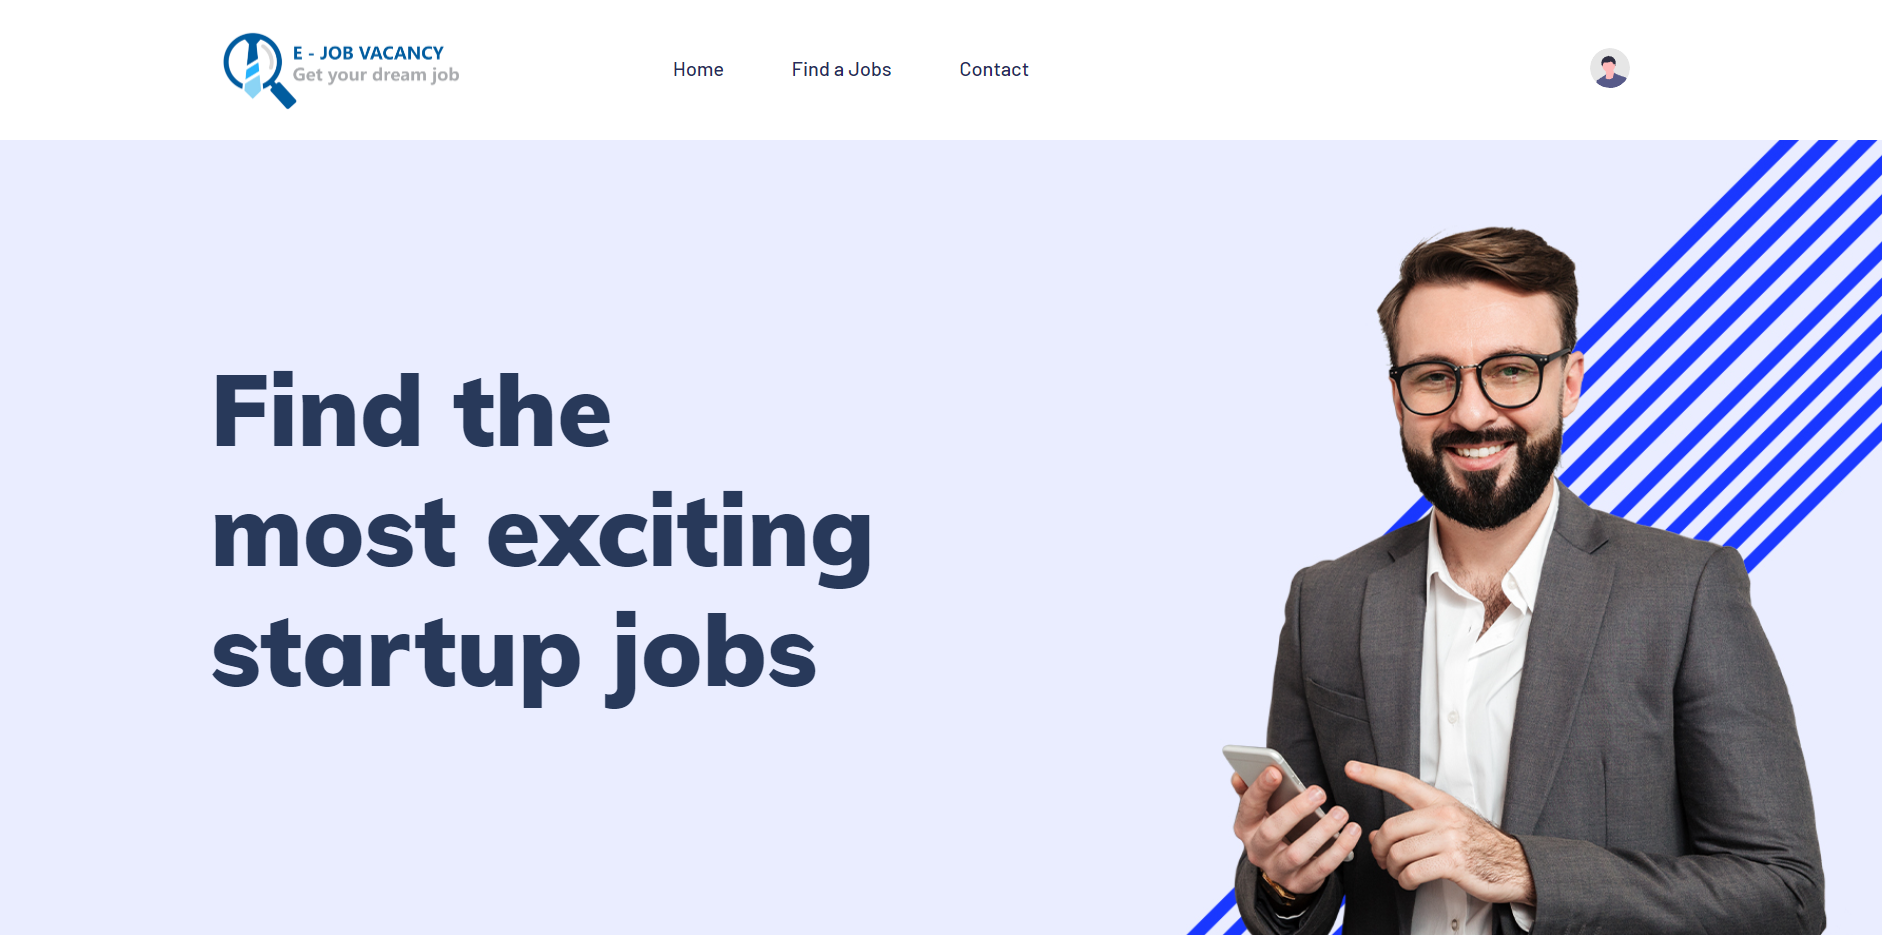 E - JOB VACANCY
Get your dream job
Home
Find a Jobs
Contact
Find the
most exciting
startup jobs